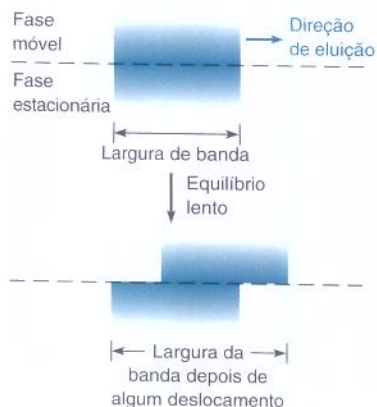 Fase
móvel
Direção
de eluição
Fase
estacionária
Largura de banda
Equilíbrio
lento
Largura da
banda depois de
algum deslocamento